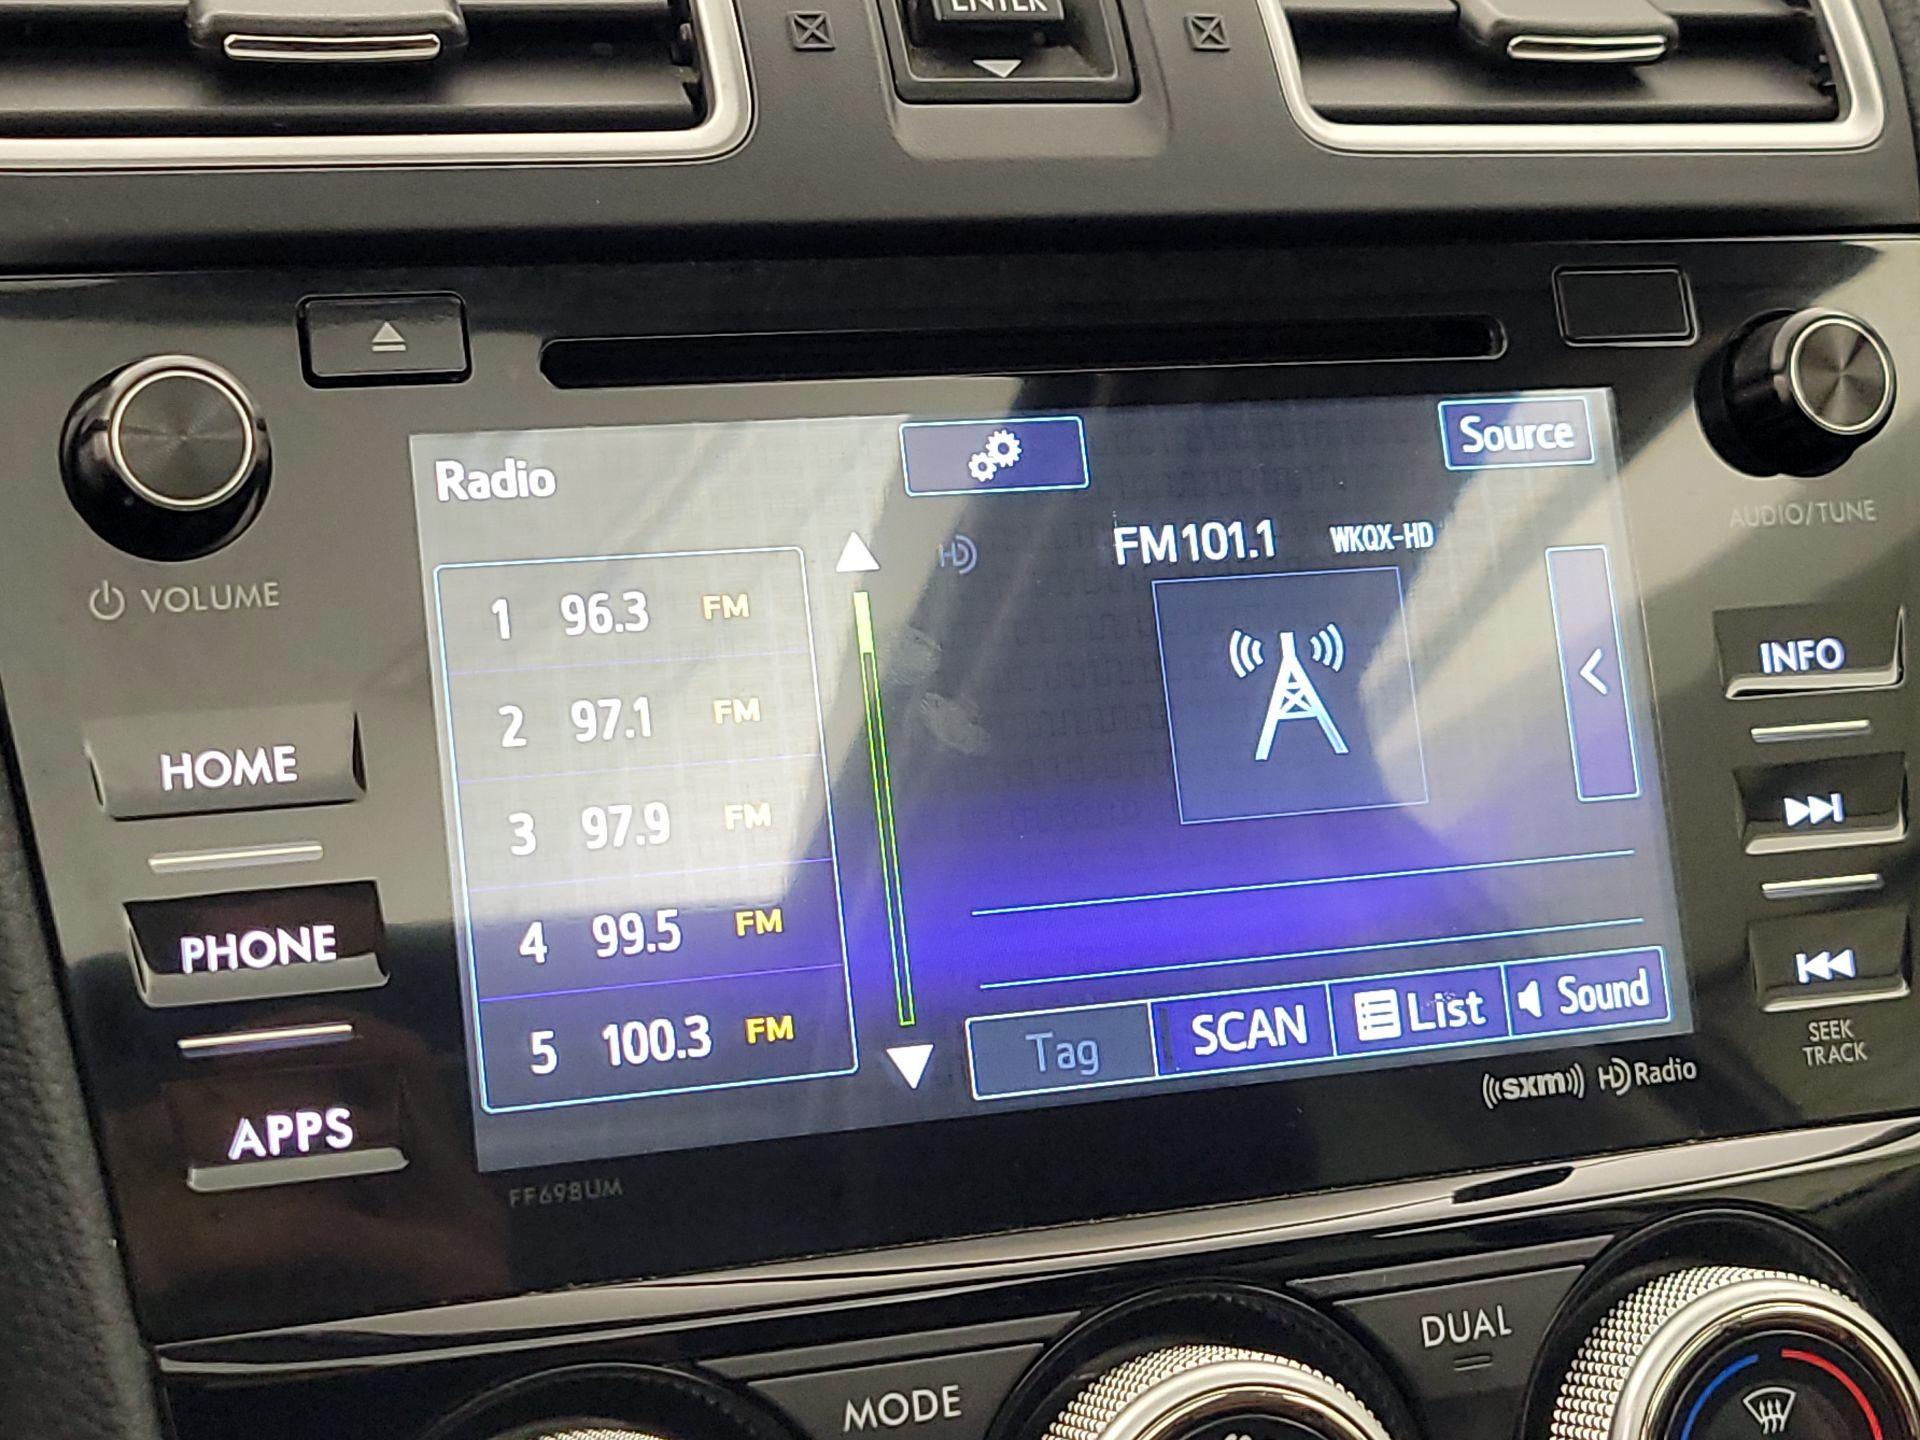 ENTER
Radio
Source
AUDIO/TUNE
VOLUME
HD
FM101.1 WKQX-HD
1 96.3 FM
2 97.1 FM
3 97.9 FM
4 99.5 FM
5 100.3 FM
INFO
HOME
PHONE
APPS
Tag SCAN List Sound
SEEK
TRACK
((sxm)) HD Radio
FF698UM
MODE
DUAL